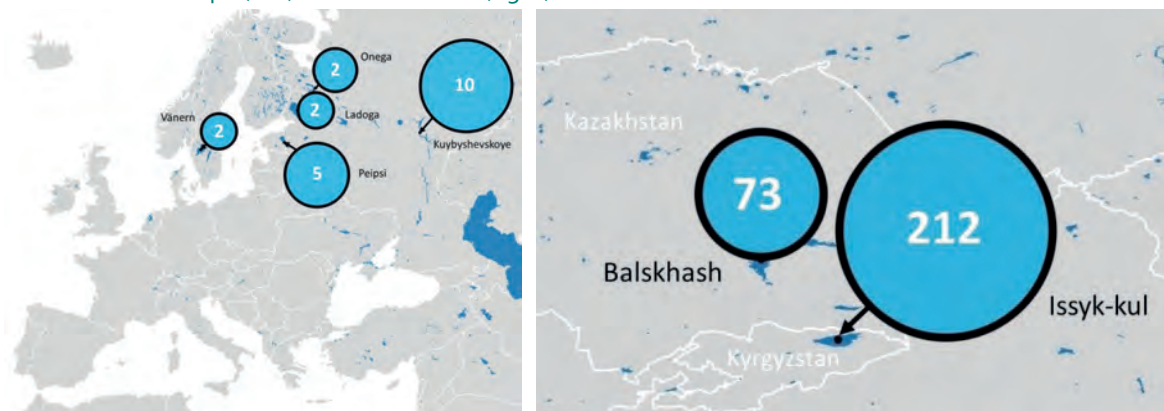 Onega
2
10
2
Ladoga
Vänern
2
Kuybyshevskoye
5
Peipsi
Kazakhstan
73
212
Balskhash
Issyk-kul
Kyrgyzstan